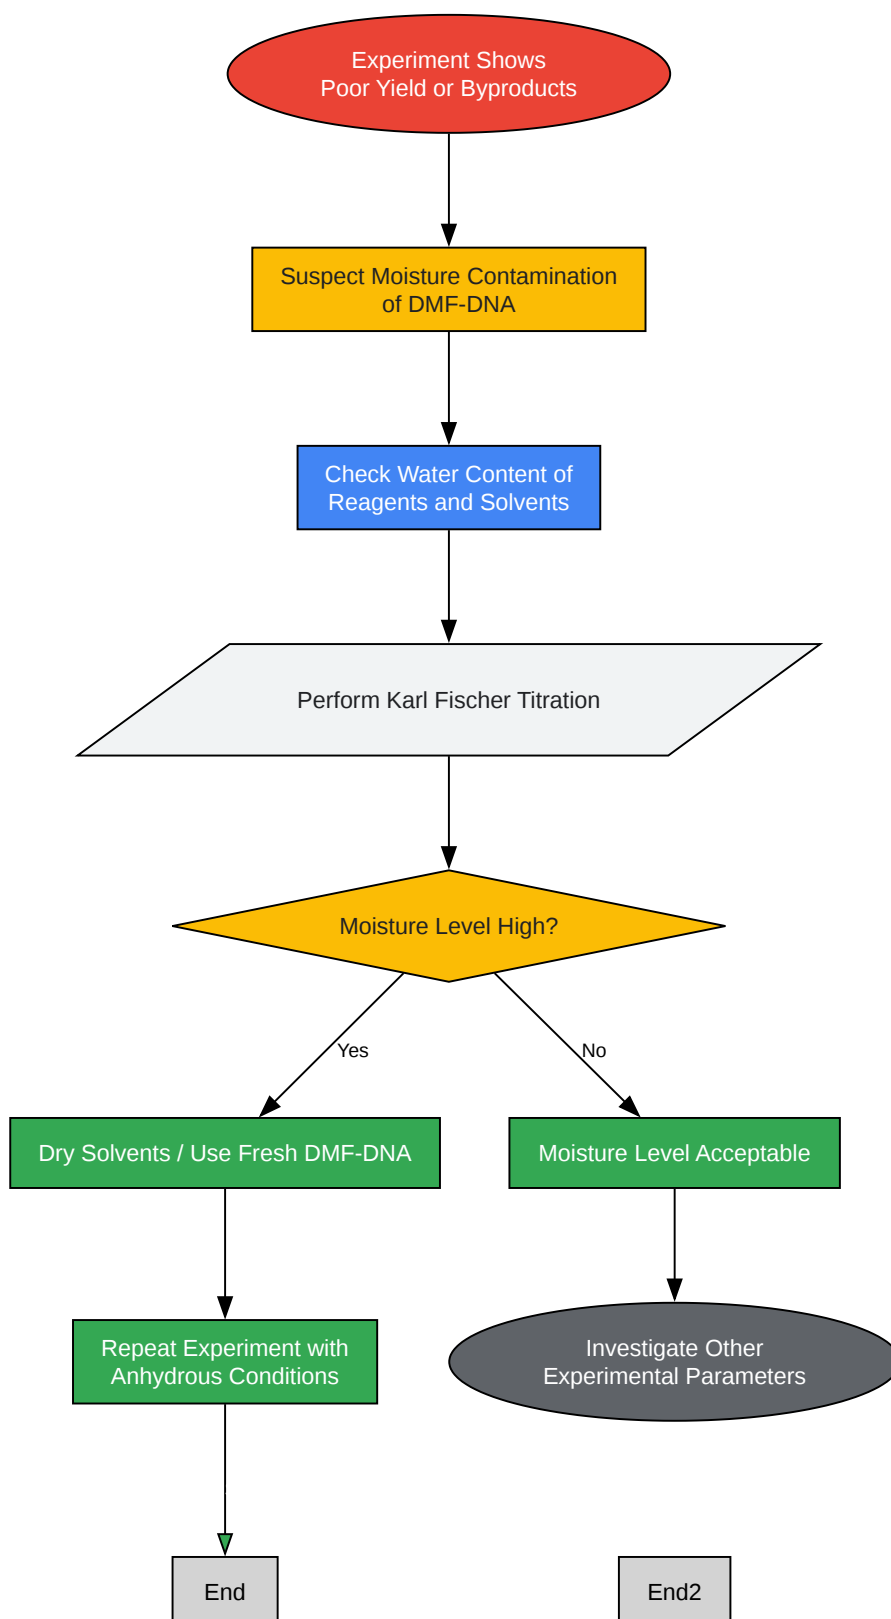 Experiment Shows
Poor Yield or Byproducts
Suspect Moisture Contamination
of DMF-DNA
Check Water Content of
Reagents and Solvents
Perform Karl Fischer Titration
Moisture Level High?
Yes
No
Dry Solvents / Use Fresh DMF-DNA
Moisture Level Acceptable
Repeat Experiment with
Anhydrous Conditions
Investigate Other
Experimental Parameters
End
End2